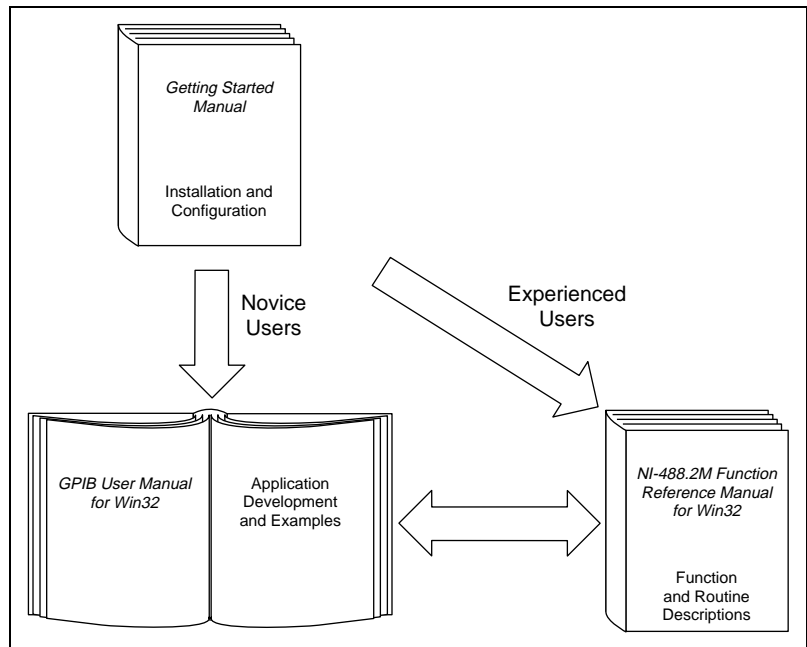 Getting Started
Manual
Installation and
Configuration
Novice
Users
Experienced
Users
GPIB User Manual
for Win32
Application
Development
and Examples
NI-488.2M Function
Reference Manual
for Win32
Function
and Routine
Descriptions